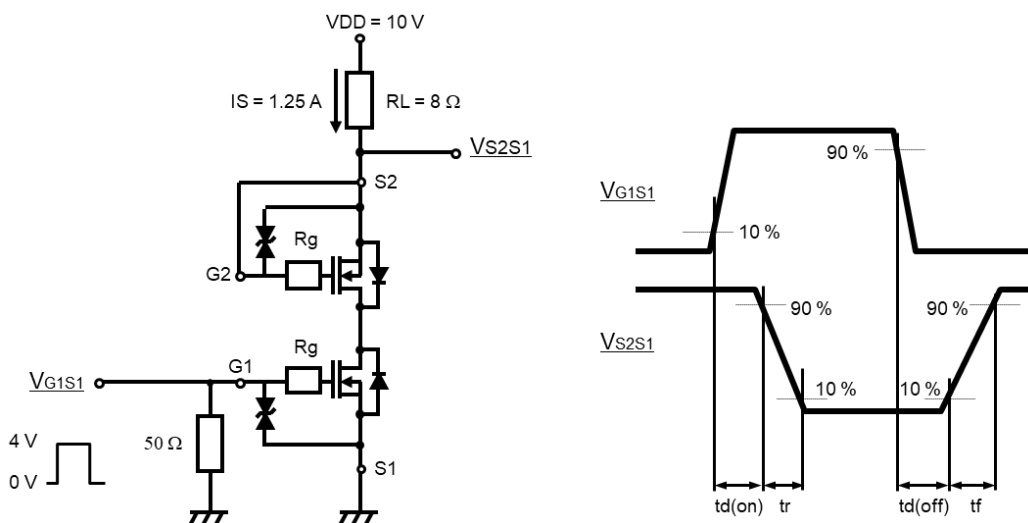 VDD = 10 V
IS = 1.25 A
RL = 8 Ω
VS2S1
S2
Rg
G2
Rg
G1
VG1S1
4 V
0 V
50 Ω
S1
VG1S1
90 %
10 %
VS2S1
90 %
90 %
10 %
10 %
td(on)
tr
td(off)
tf